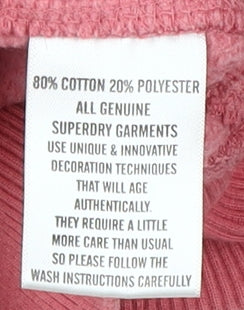 80% COTTON 20% POLYESTER
ALL GENUINE
SUPERDRY GARMENTS
USE UNIQUE & INNOVATIVE
DECORATION TECHNIQUES
THAT WILL AGE
AUTHENTICALLY.
THEY REQUIRE A LITTLE
MORE CARE THAN USUAL
SO PLEASE FOLLOW THE
WASH INSTRUCTIONS CAREFULLY